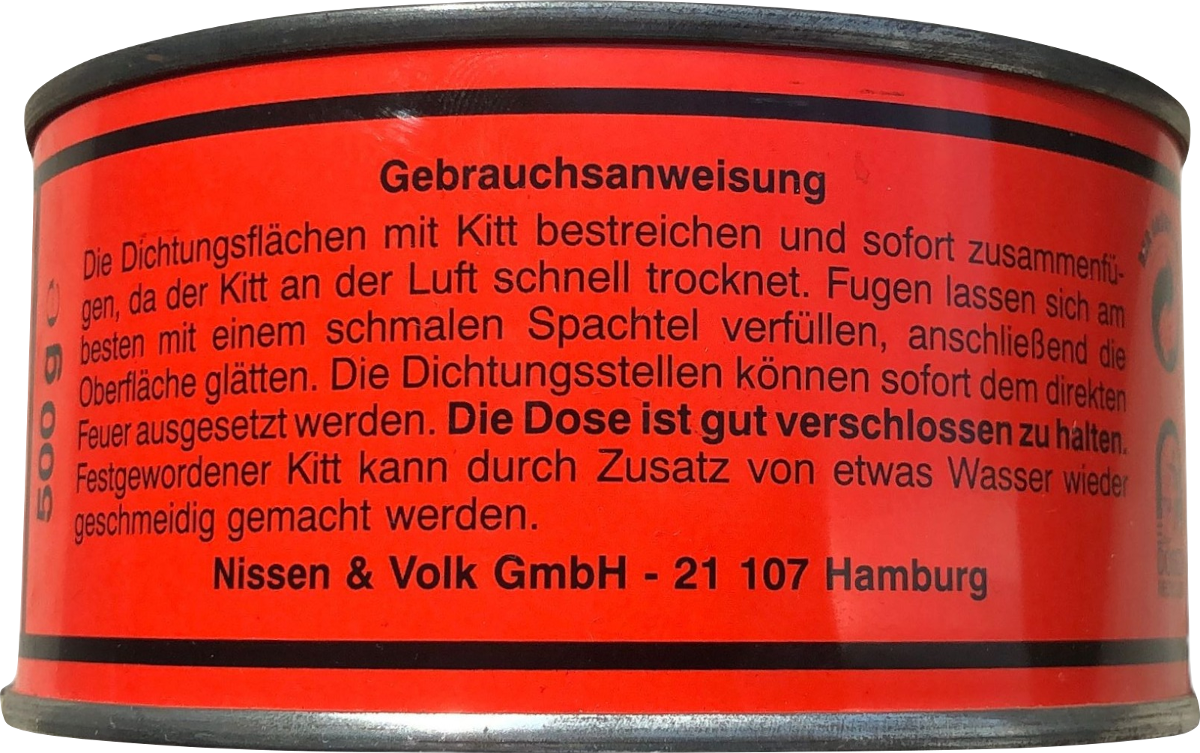 Gebrauchsanweisung
Die Dichtungsflächen mit Kitt bestreichen und sofort zusammenfü-
gen, da der Kitt an der Luft schnell trocknet. Fugen lassen sich am
besten mit einem schmalen Spachtel verfüllen, anschließend die
Oberfläche glätten. Die Dichtungsstellen können sofort dem direkten
Feuer ausgesetzt werden. Die Dose ist gut verschlossen zu halten.
Festgewordener Kitt kann durch Zusatz von etwas Wasser wieder
geschmeidig gemacht werden.
Nissen & Volk GmbH - 21 107 Hamburg
500 g e